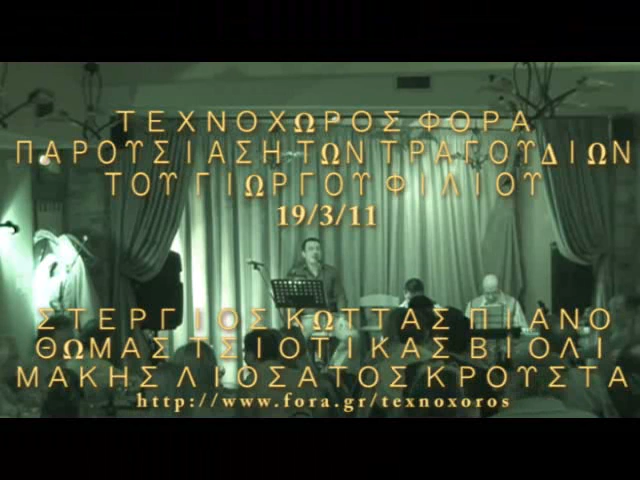 ΤΕΧΝΟΧΩΡΟΣ ΦΟΡΑ
ΠΑΡΟΥΣΙΑΣΗ ΤΩΝ ΤΡΑΓΟΥΔΙΩΝ
ΤΟΥ ΓΙΩΡΓΟΥ ΦΙΛΙΟΥ
19/3/11
ΣΤΕΡΓΙΟΣ ΚΩΤΤΑΣ ΠΙΑΝΟ
ΘΩΜΑΣ ΤΣΙΟΤΙΚΑΣ ΒΙΟΛΙ
ΜΑΚΗΣ ΛΙΟΣΑΤΟΣ ΚΡΟΥΣΤΑ
http://www.fora.gr/texnoxoros